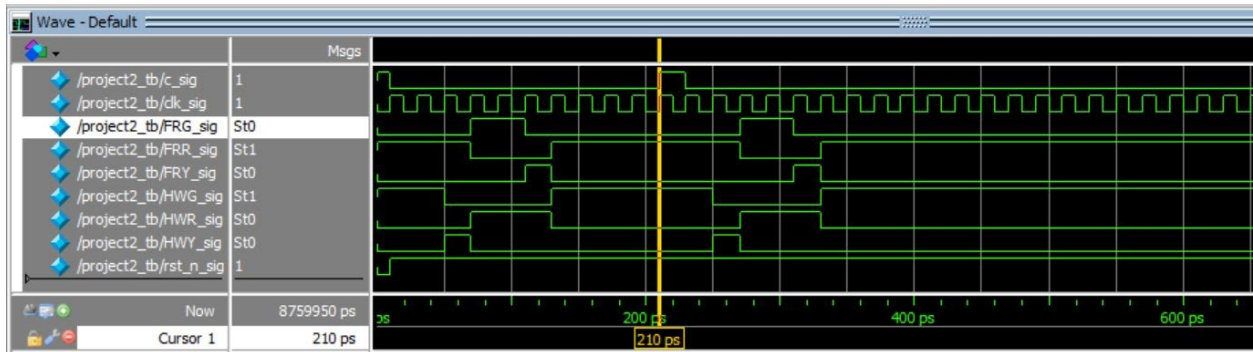 Wave - Default
Msgs
/project2_tb/c_sig 1
/project2_tb/clk_sig 1
/project2_tb/FRG_sig St0
/project2_tb/FRR_sig St1
/project2_tb/FRY_sig St0
/project2_tb/HWG_sig St1
/project2_tb/HWR_sig St0
/project2_tb/HWY_sig St0
/project2_tb/rst_n_sig 1
Now 8759950 ps ps 200 ps 400 ps 600 ps
Cursor 1 210 ps 210 ps